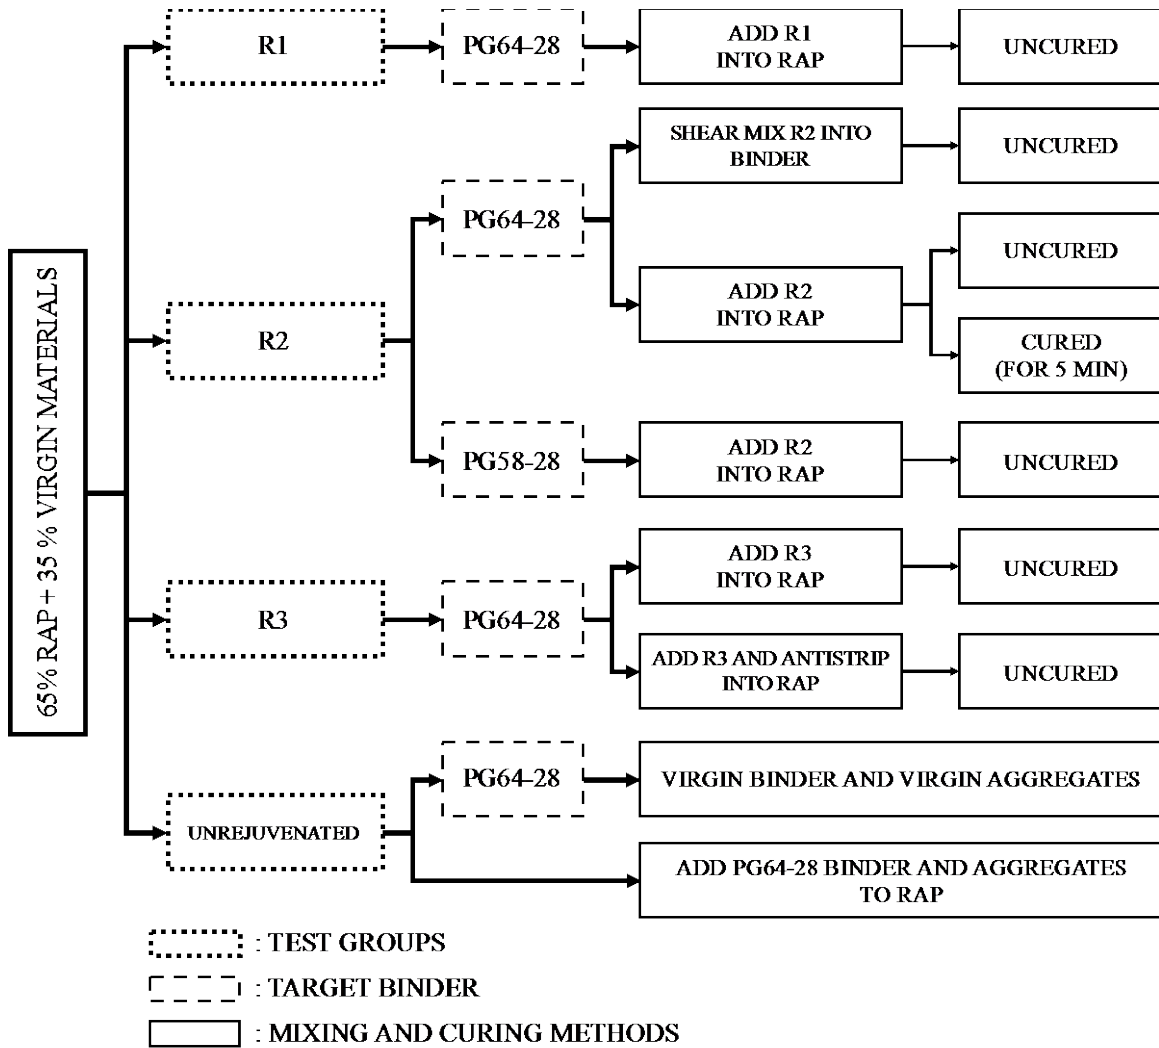 65% RAP + 35 % VIRGIN MATERIALS
R1
PG64-28
ADD R1
INTO RAP
UNCURED
R2
PG64-28
SHEAR MIX R2 INTO
BINDER
UNCURED
ADD R2
INTO RAP
UNCURED
CURED
(FOR 5 MIN)
PG58-28
ADD R2
INTO RAP
UNCURED
R3
PG64-28
ADD R3
INTO RAP
UNCURED
ADD R3 AND ANTISTRIP
INTO RAP
UNCURED
UNREJUVENATED
PG64-28
VIRGIN BINDER AND VIRGIN AGGREGATES
ADD PG64-28 BINDER AND AGGREGATES
TO RAP
: TEST GROUPS
: TARGET BINDER
: MIXING AND CURING METHODS